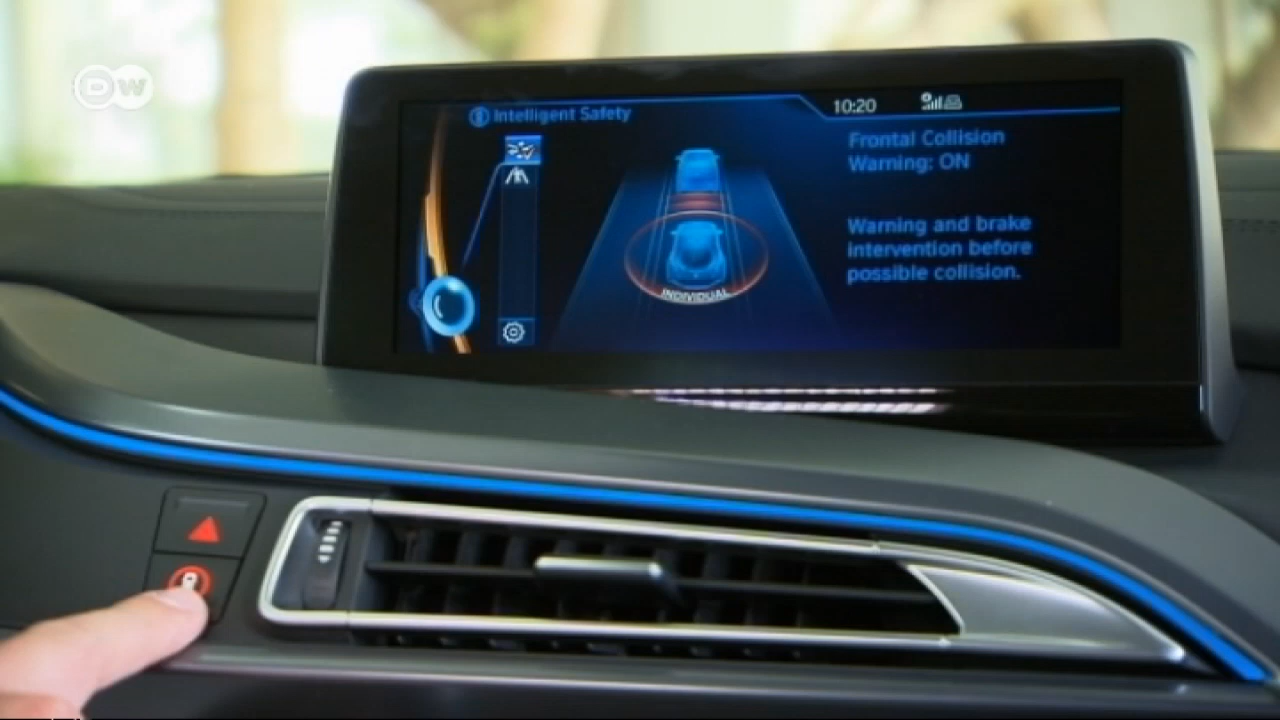 DW
Intelligent Safety
10:20
Frontal Collision
Warning: ON
Warning and brake
intervention before
possible collision.
INDIVIDUAL